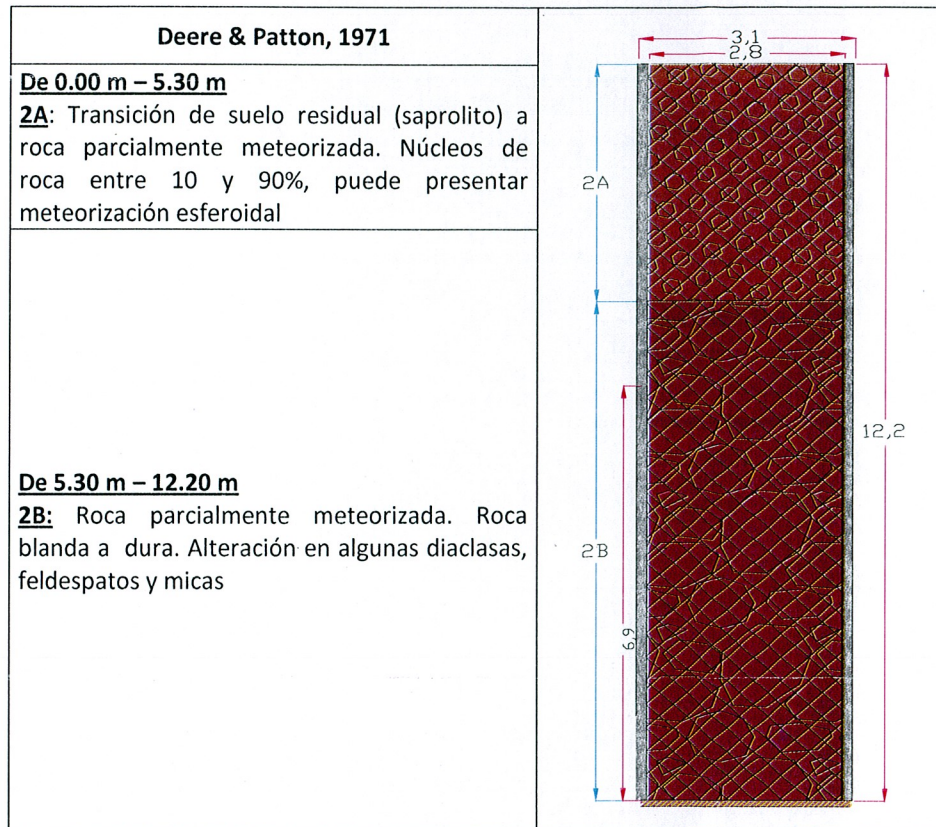 Deere & Patton, 1971
De 0.00 m – 5.30 m
2A: Transición de suelo residual (saprolito) a
roca parcialmente meteorizada. Núcleos de
roca entre 10 y 90%, puede presentar
meteorización esferoidal
De 5.30 m – 12.20 m
2B: Roca parcialmente meteorizada. Roca
blanda a dura. Alteración en algunas diaclasas,
feldespatos y micas
3,1
2,8
2A
12,2
2B
6,9